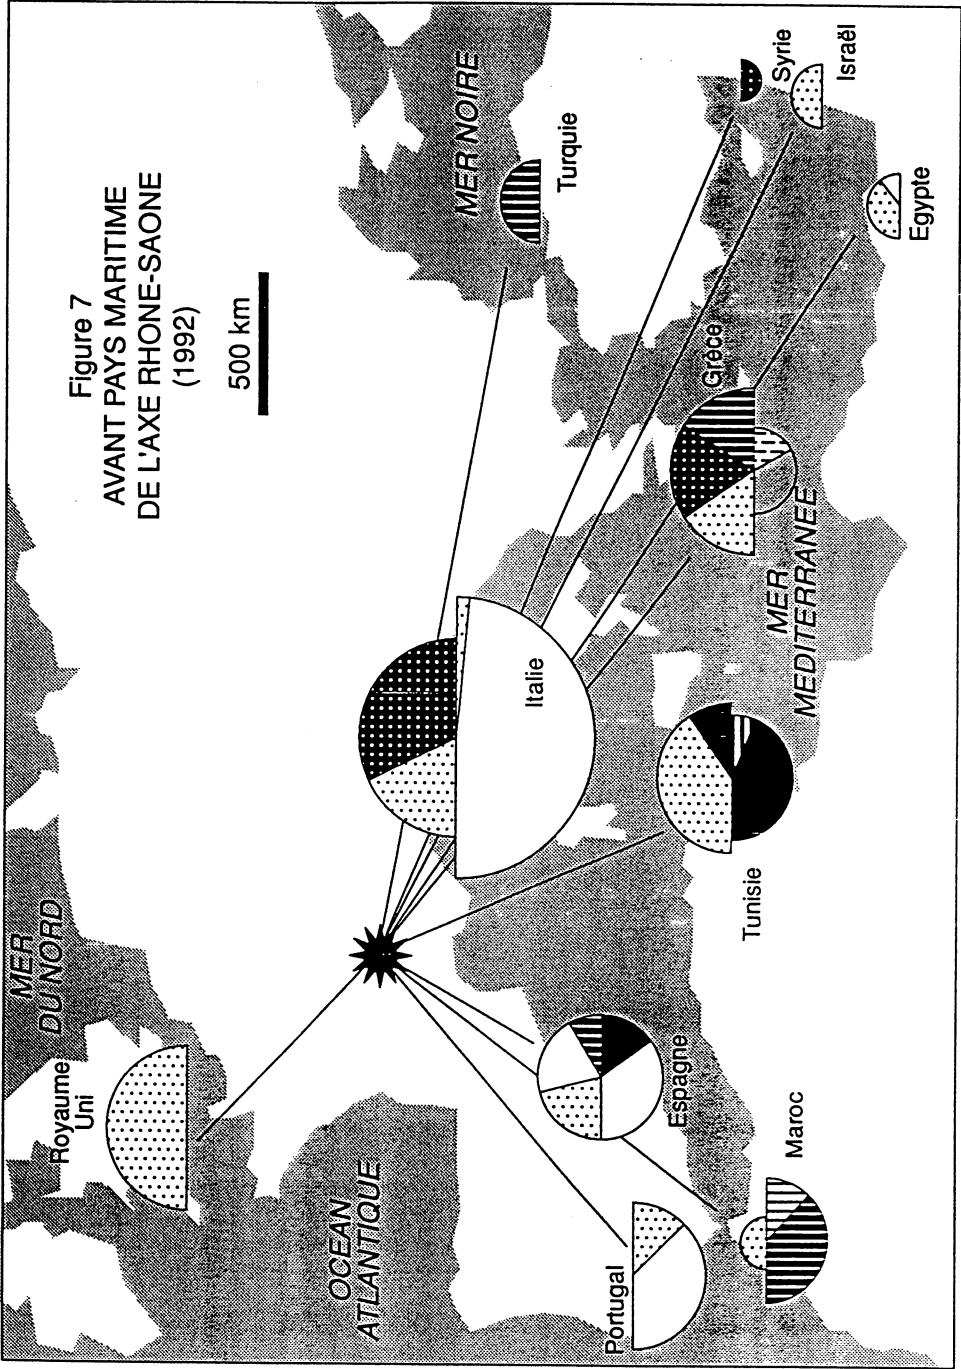 Figure 7
AVANT PAYS MARITIME
DE L'AXE RHONE-SAONE
(1992)
500 km
MER
DU NORD
Royaume
Uni
MER NOIRE
Turquie
OCEAN
ATLANTIQUE
Italie
Portugal
Espagne
Grèce
Syrie
Israël
Tunisie
MER
MEDITERRANEE
Maroc
Egypte